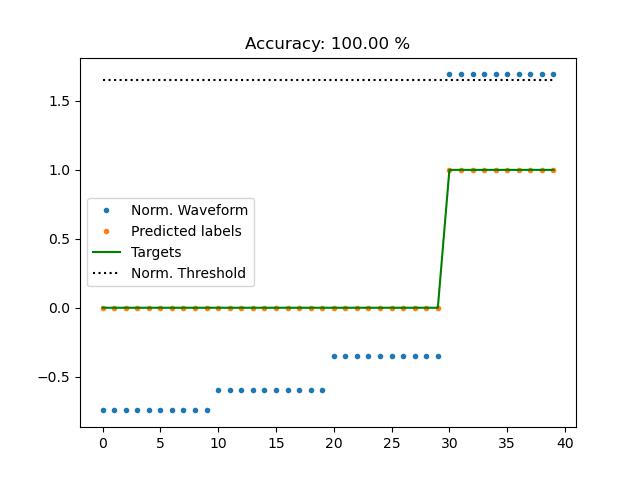 Accuracy: 100.00 %
1.5
1.0
0.5
0.0
−0.5
Norm. Waveform
Predicted labels
Targets
Norm. Threshold
0 5 10 15 20 25 30 35 40